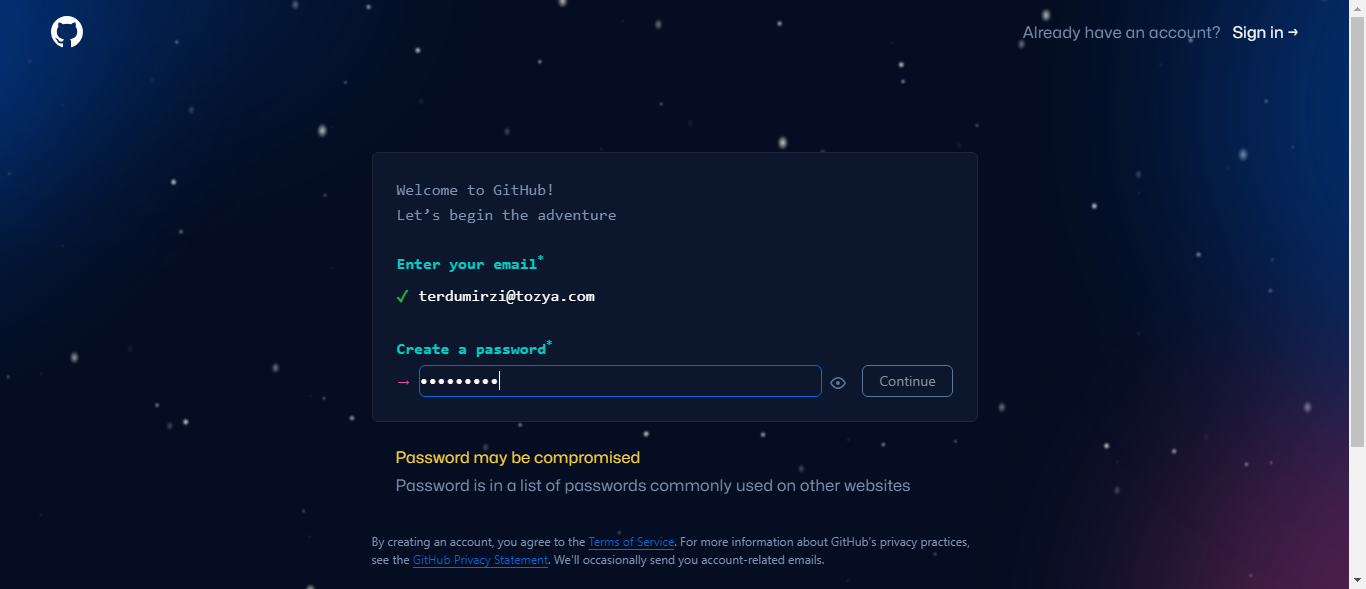 Already have an account? Sign in →
Welcome to GitHub!
Let’s begin the adventure
Enter your email*
✓ terdumirzi@tozya.com
Create a password*
→ ••••••••• Continue
Password may be compromised
Password is in a list of passwords commonly used on other websites
By creating an account, you agree to the Terms of Service. For more information about GitHub's privacy practices,
see the GitHub Privacy Statement. We'll occasionally send you account-related emails.